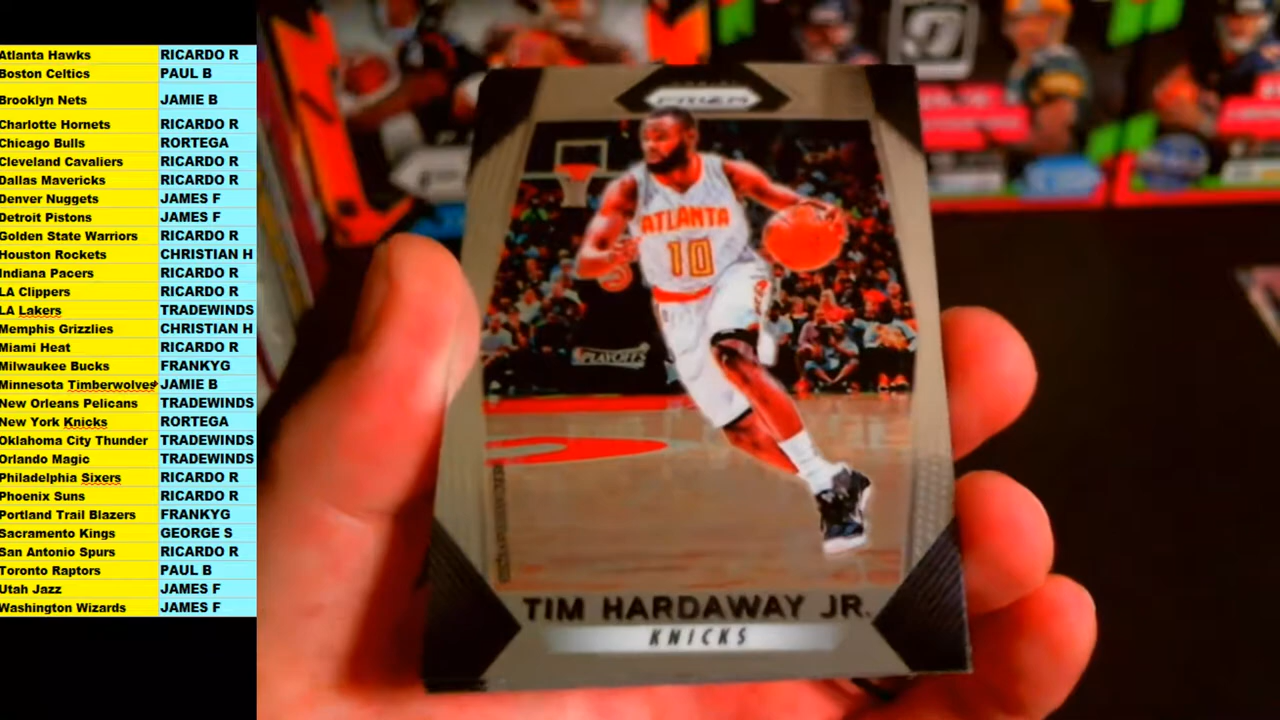 Atlanta Hawks RICARDO R
Boston Celtics PAUL B
Brooklyn Nets JAMIE B
Charlotte Hornets RICARDO R
Chicago Bulls RORTEGA
Cleveland Cavaliers RICARDO R
Dallas Mavericks RICARDO R
Denver Nuggets JAMES F
Detroit Pistons JAMES F
Golden State Warriors RICARDO R
Houston Rockets CHRISTIAN H
Indiana Pacers RICARDO R
LA Clippers RICARDO R
LA Lakers TRADEWINDS
Memphis Grizzlies CHRISTIAN H
Miami Heat RICARDO R
Milwaukee Bucks FRANKYG
Minnesota Timberwolves JAMIE B
New Orleans Pelicans TRADEWINDS
New York Knicks RORTEGA
Oklahoma City Thunder TRADEWINDS
Orlando Magic TRADEWINDS
Philadelphia Sixers RICARDO R
Phoenix Suns RICARDO R
Portland Trail Blazers FRANKYG
Sacramento Kings GEORGE S
San Antonio Spurs RICARDO R
Toronto Raptors PAUL B
Utah Jazz JAMES F
Washington Wizards JAMES F
PRIZM
ATLANTA
10
PLAYOFFS
TIM HARDAWAY JR.
KNICKS